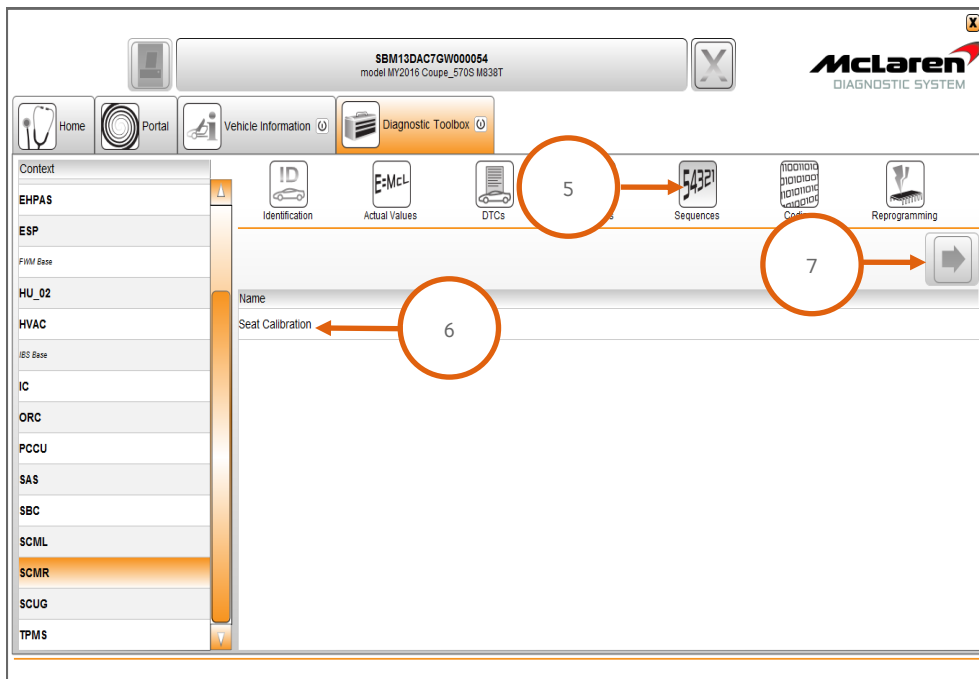 X
SBM13DAC7GW000054
model MY2016 Coupe_570S M838T
X
McLaren
DIAGNOSTIC SYSTEM
Home
Portal
Vehicle Information
Diagnostic Toolbox
Context
EHPAS
ESP
FWM Base
HU_02
HVAC
IBS Base
IC
ORC
PCCU
SAS
SBC
SCML
SCMR
SCUG
TPMS
ID
Identification
E=McL
Actual Values
DTCs
5
54321
Sequences
Reprogramming
7
Name
Seat Calibration
6